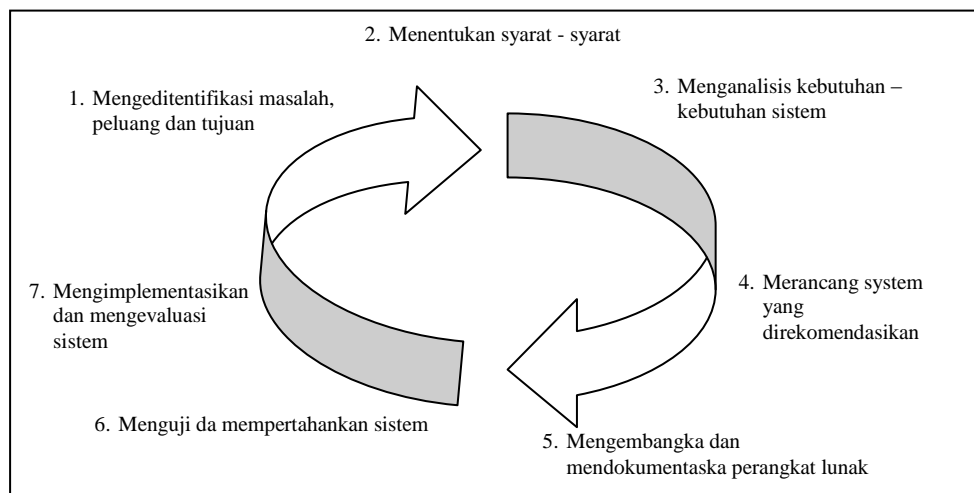 2. Menentukan syarat - syarat
1. Mengeditentifikasi masalah,
peluang dan tujuan
3. Menganalisis kebutuhan –
kebutuhan sistem
4. Merancang system
yang
direkomendasikan
5. Mengembangka dan
mendokumentaska perangkat lunak
6. Menguji da mempertahankan sistem
7. Mengimplementasikan
dan mengevaluasi
sistem